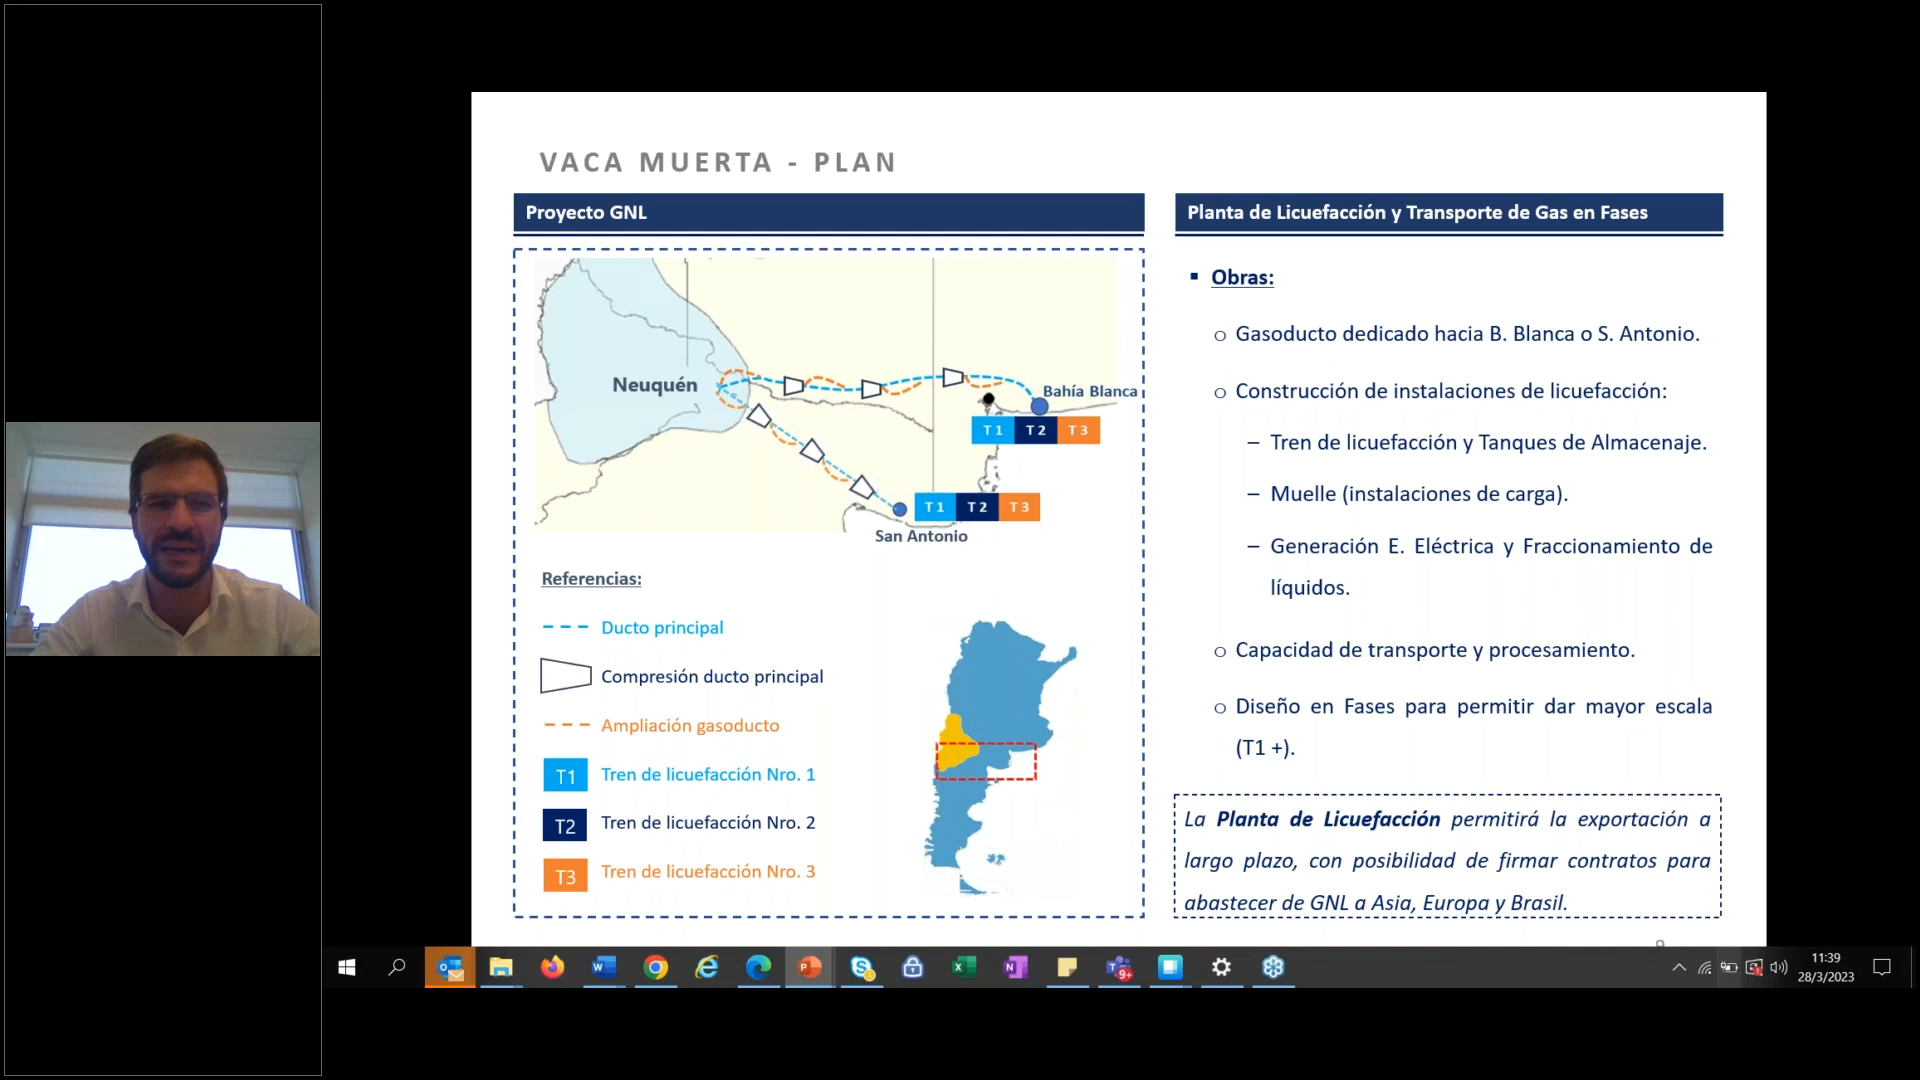 VACA MUERTA - PLAN
Proyecto GNL
Neuquén
Bahía Blanca
T1 T2 T3
T1 T2 T3
San Antonio
Referencias:
Ducto principal
Compresión ducto principal
Ampliación gasoducto
T1 Tren de licuefacción Nro. 1
T2 Tren de licuefacción Nro. 2
T3 Tren de licuefacción Nro. 3
Planta de Licuefacción y Transporte de Gas en Fases
▪ Obras:
o Gasoducto dedicado hacia B. Blanca o S. Antonio.
o Construcción de instalaciones de licuefacción:
– Tren de licuefacción y Tanques de Almacenaje.
– Muelle (instalaciones de carga).
– Generación E. Eléctrica y Fraccionamiento de
líquidos.
o Capacidad de transporte y procesamiento.
o Diseño en Fases para permitir dar mayor escala
(T1 +).
La Planta de Licuefacción permitirá la exportación a
largo plazo, con posibilidad de firmar contratos para
abastecer de GNL a Asia, Europa y Brasil.
9+
11:39
28/3/2023